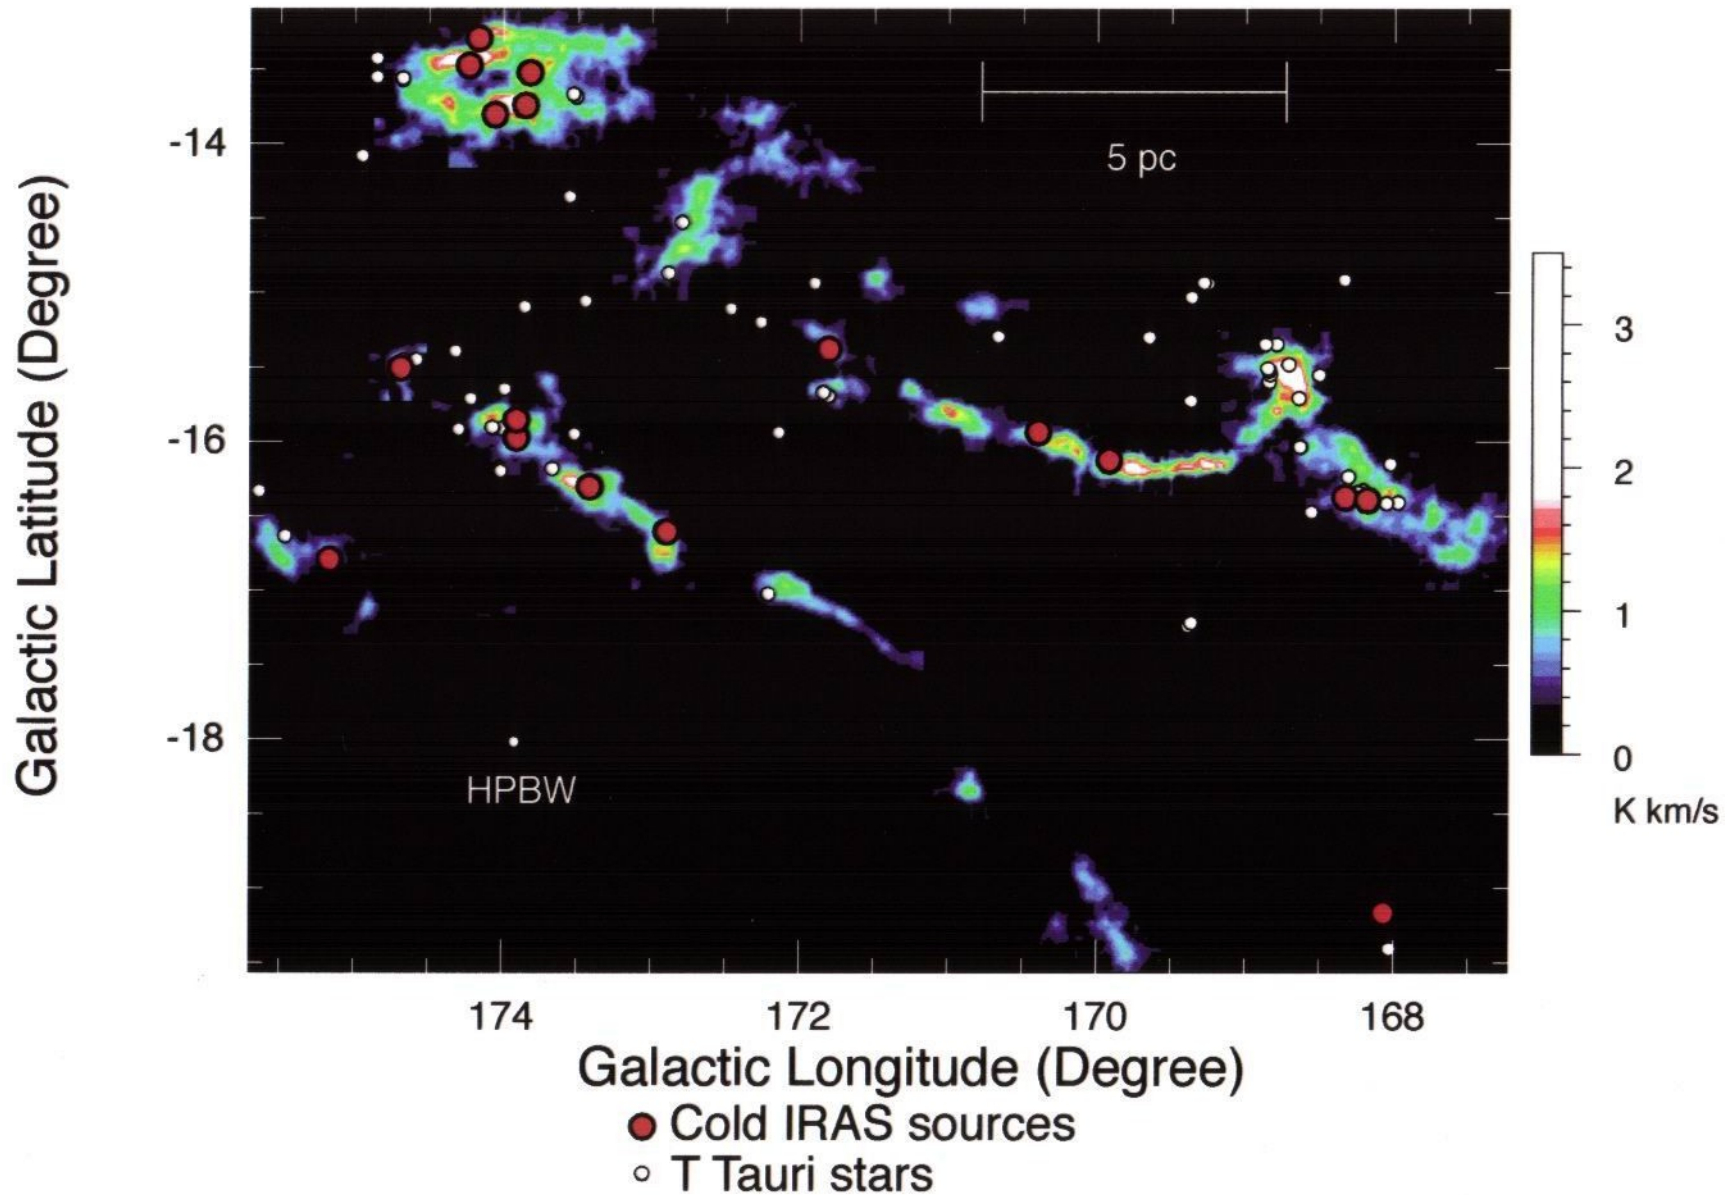 Galactic Latitude (Degree)
-14
-16
-18
5 pc
HPBW
3
2
1
0
K km/s
174 172 170 168
Galactic Longitude (Degree)
Cold IRAS sources
T Tauri stars